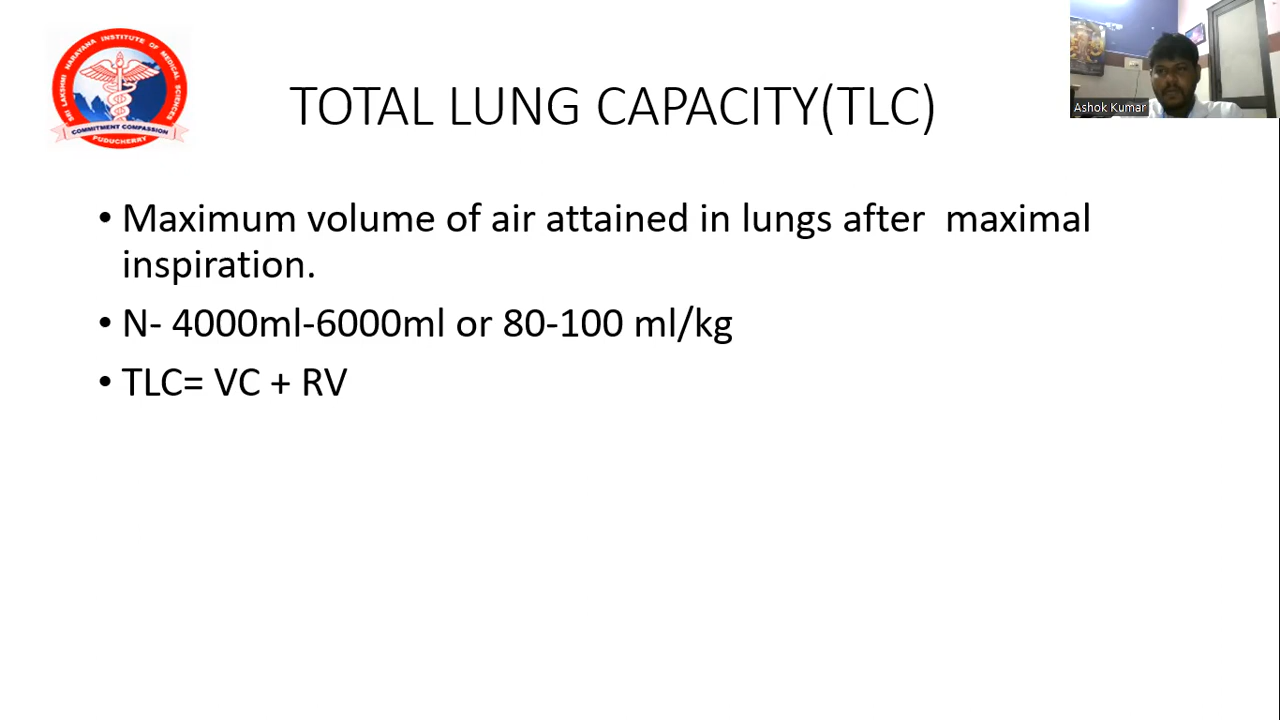 SRI LAKSHMI NARAYANA INSTITUTE OF MEDICAL SCIENCES
COMMITMENT COMPASSION
PUDUCHERRY
TOTAL LUNG CAPACITY(TLC)
Ashok Kumar
• Maximum volume of air attained in lungs after  maximal
inspiration.
• N- 4000ml-6000ml or 80-100 ml/kg
• TLC= VC + RV